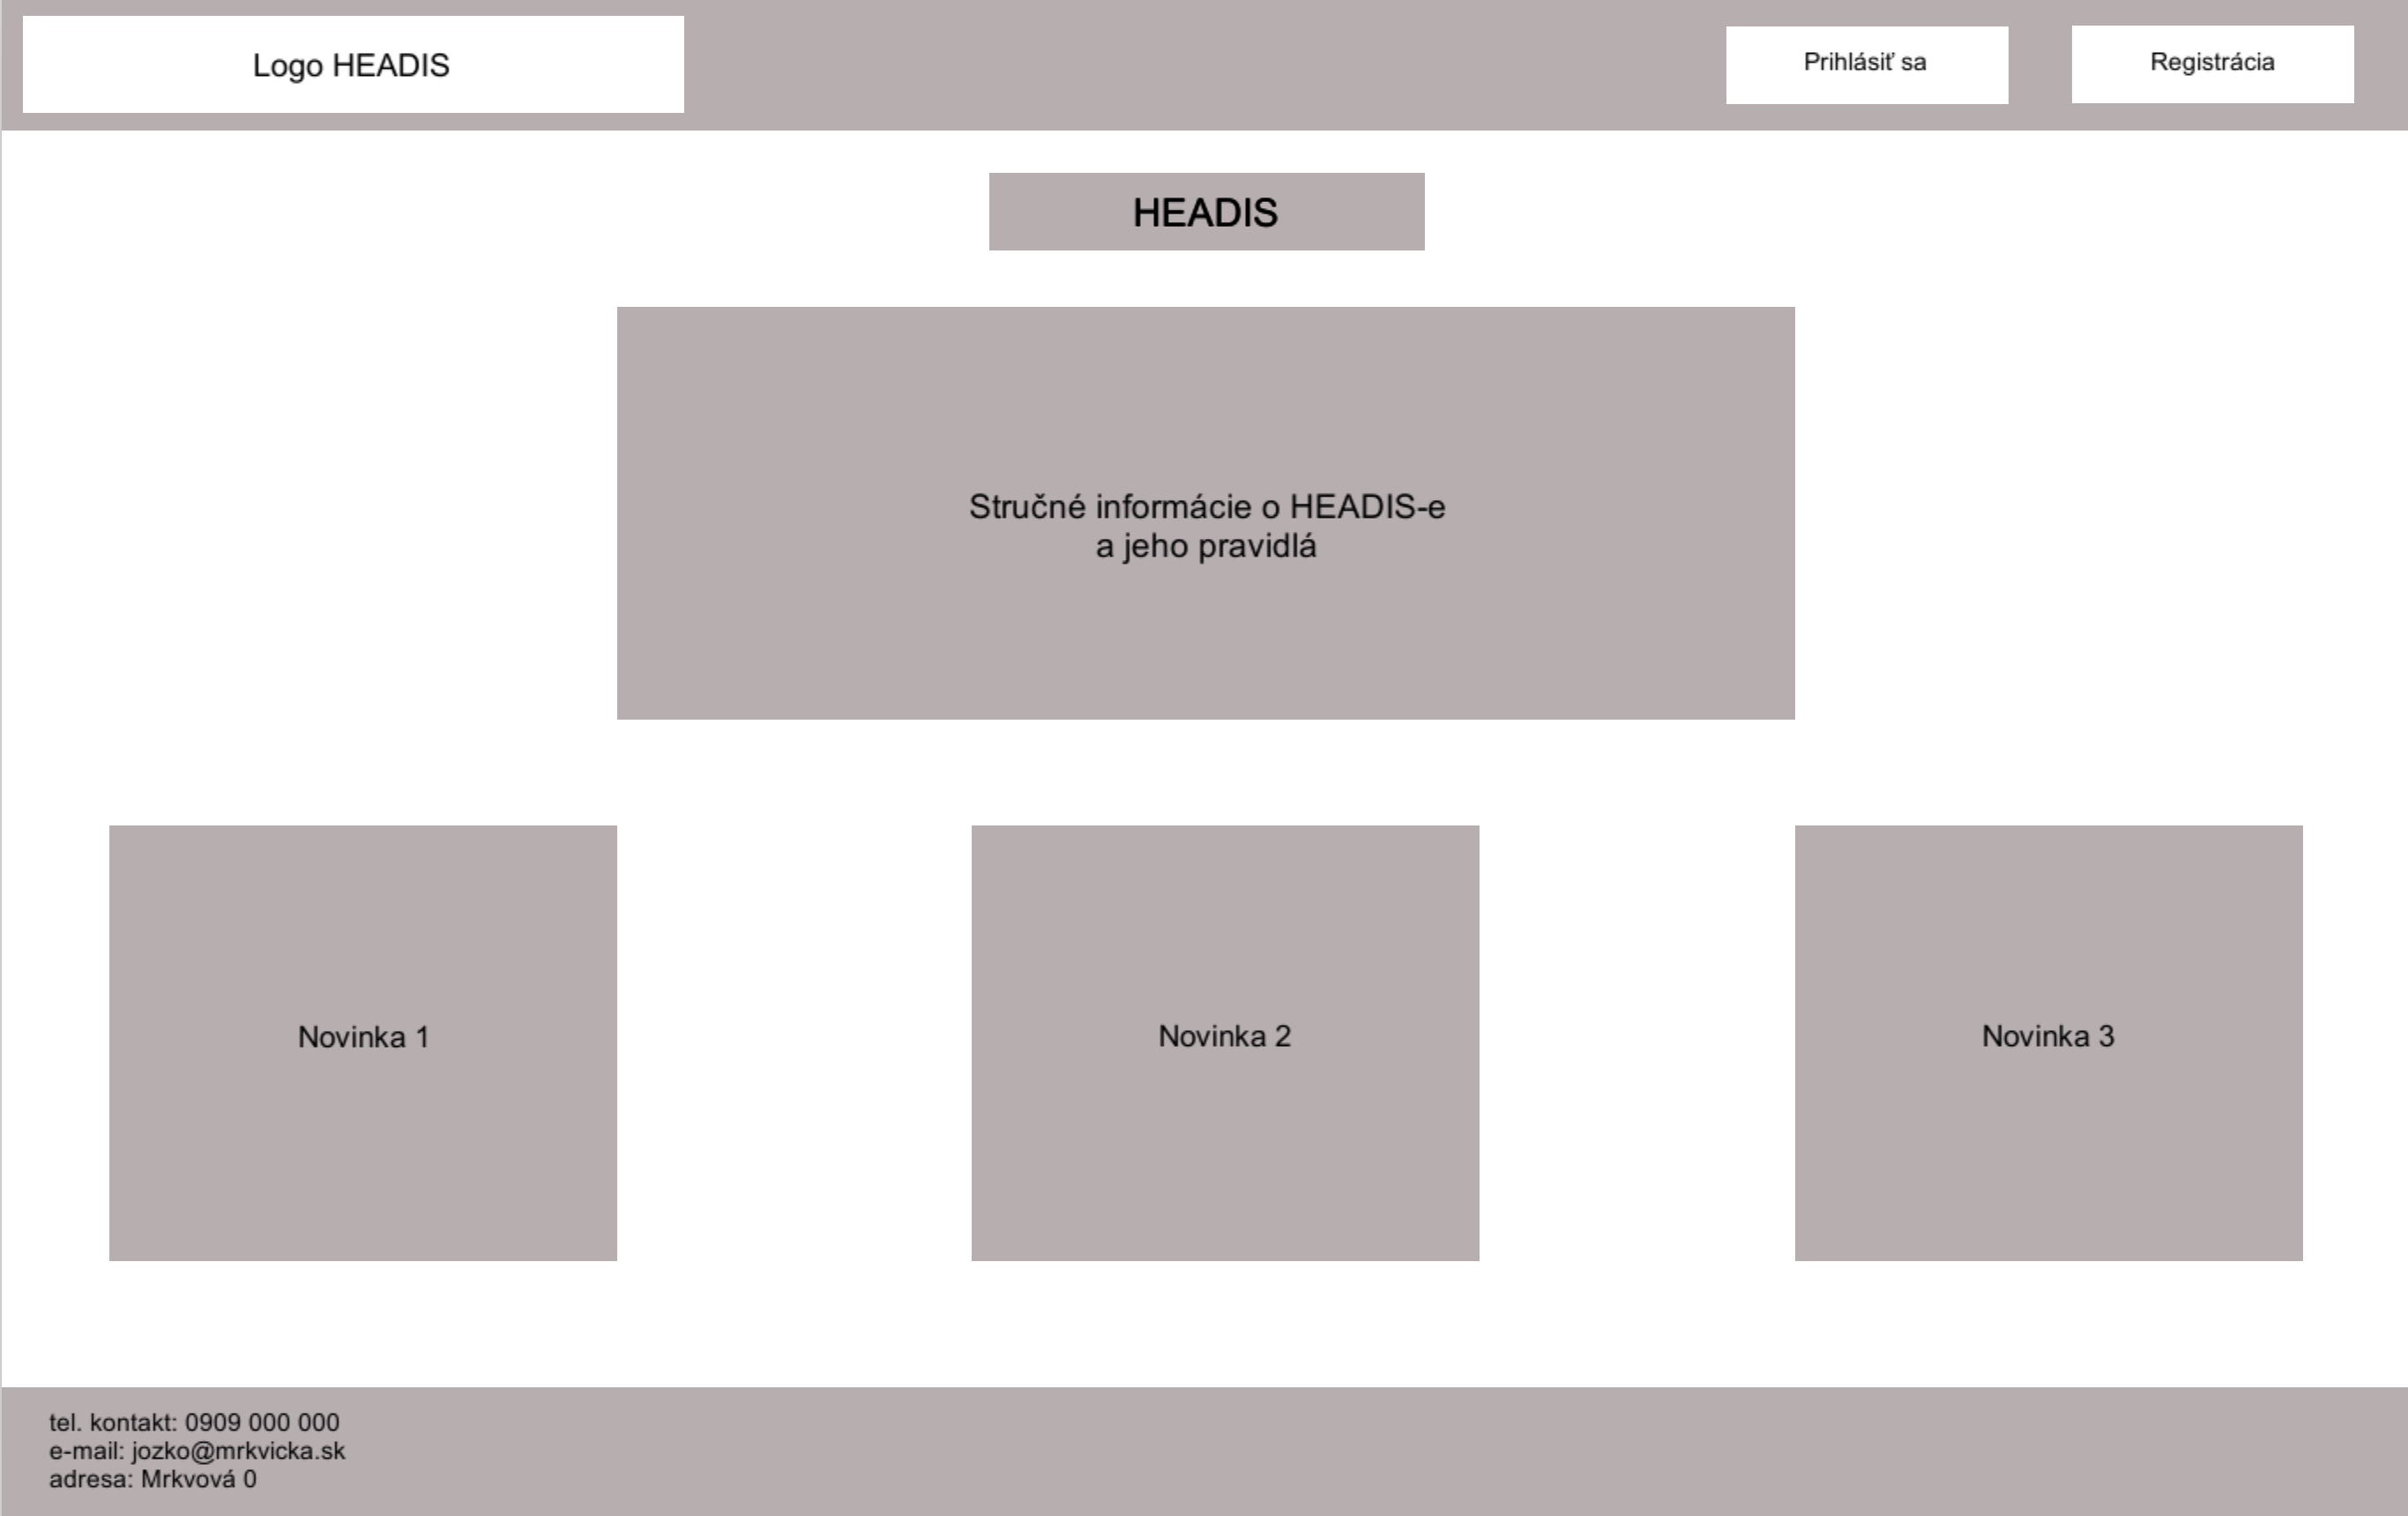 Logo HEADIS
Prihlásiť sa
Registrácia
HEADIS
Stručné informácie o HEADIS-e
a jeho pravidlá
Novinka 1
Novinka 2
Novinka 3
tel. kontakt: 0909 000 000
e-mail: jozko@mrkvicka.sk
adresa: Mrkvová 0